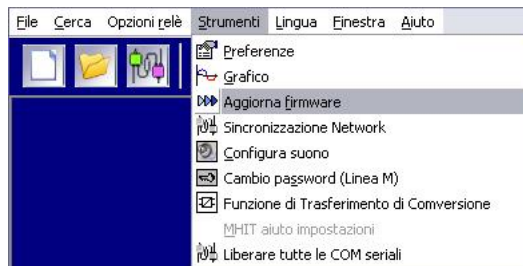 File Cerca Opzioni relè Strumenti Lingua Finestra Aiuto
Preferenze
Grafico
Aggiorna firmware
Sincronizzazione Network
Configura suono
Cambio password (Linea M)
Funzione di Trasferimento di Comversione
MHIT aiuto impostazioni
Liberare tutte le COM seriali